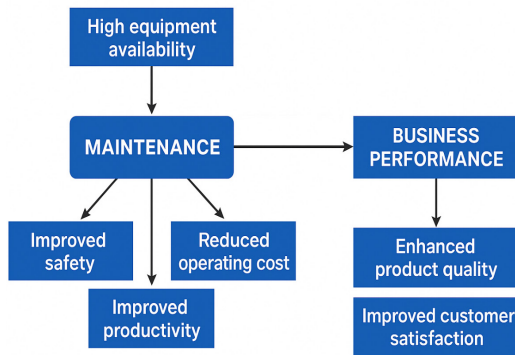 High equipment
availability
MAINTENANCE
BUSINESS
PERFORMANCE
Improved
safety
Reduced
operating cost
Improved
productivity
Enhanced
product quality
Improved customer
satisfaction